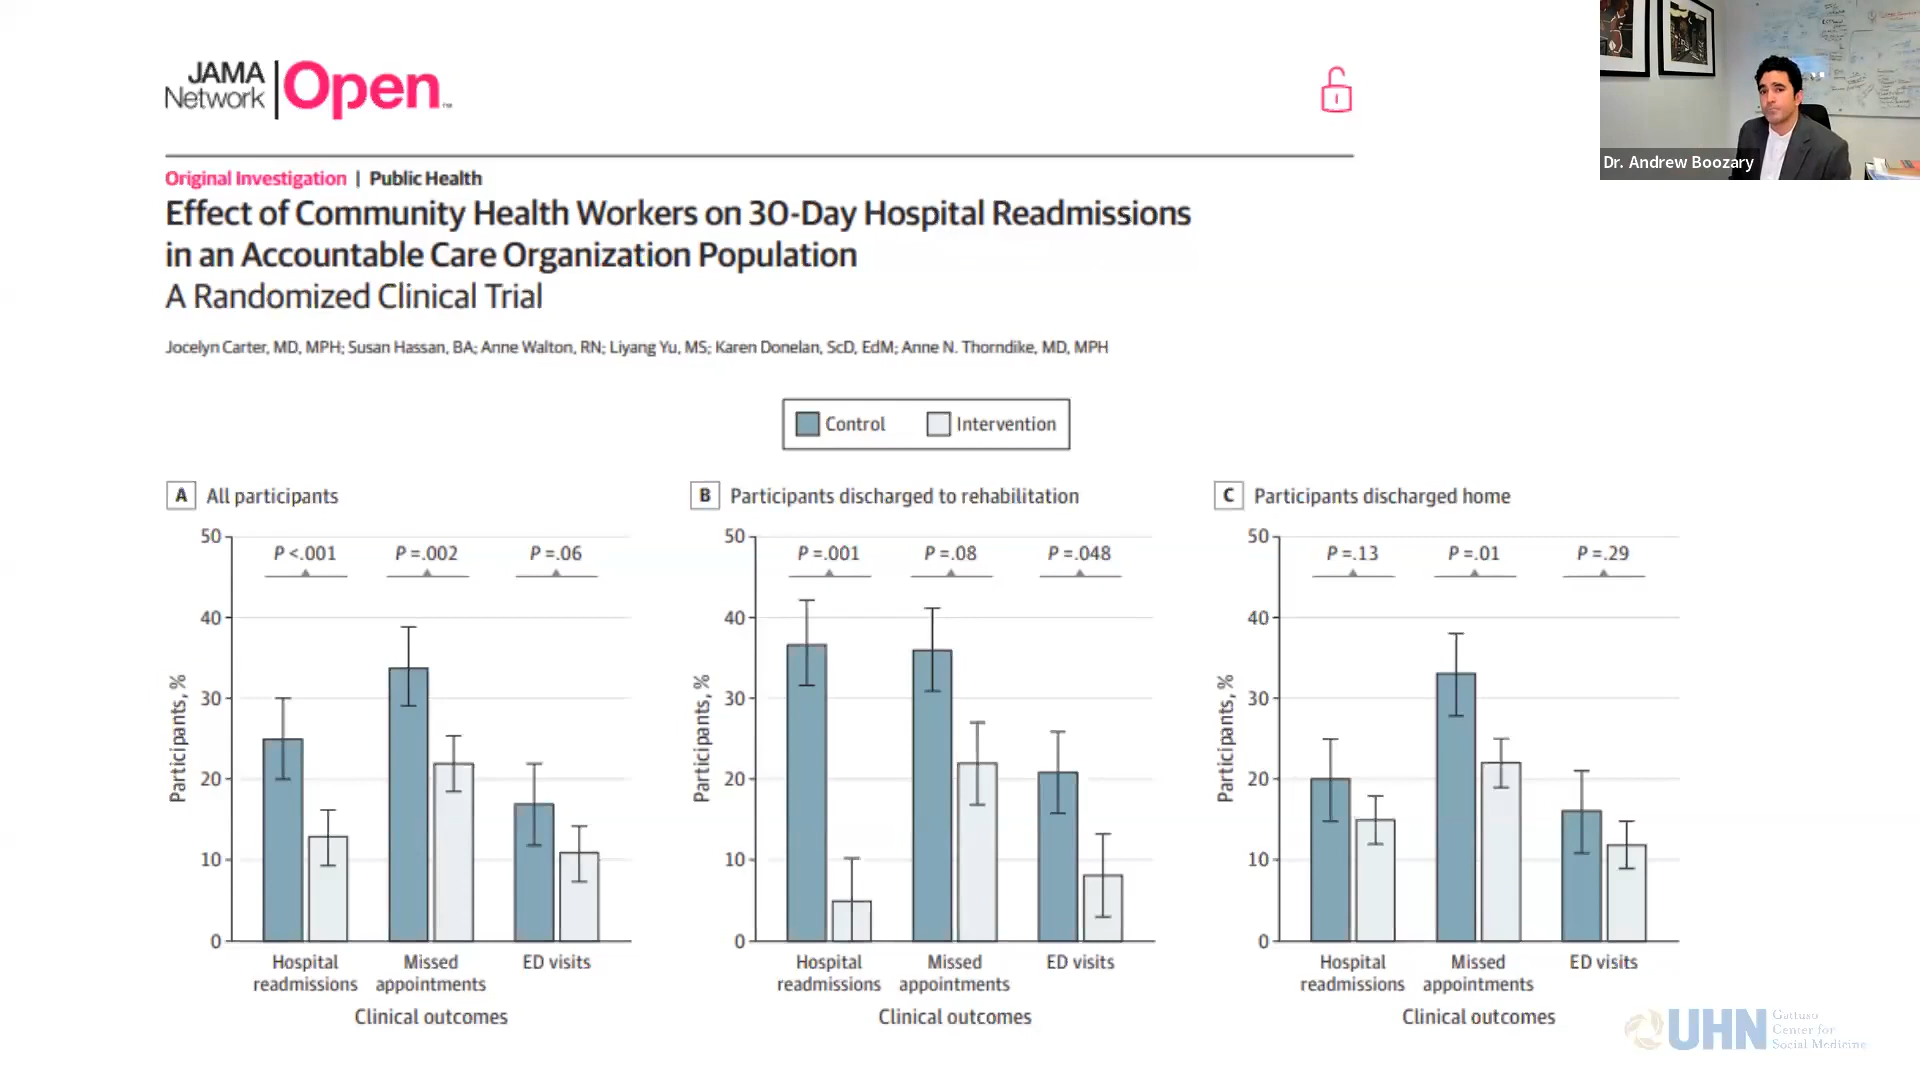 JAMA
Network
Open
Dr. Andrew Boozary
Original Investigation | Public Health
Effect of Community Health Workers on 30-Day Hospital Readmissions
in an Accountable Care Organization Population
A Randomized Clinical Trial
Jocelyn Carter, MD, MPH; Susan Hassan, BA; Anne Walton, RN; Liyang Yu, MS; Karen Donelan, ScD, EdM; Anne N. Thorndike, MD, MPH
Control Intervention
A All participants
50
40
30
20
10
0
Participants, %
P <.001 P =.002 P =.06
Hospital readmissions
Missed appointments
ED visits
Clinical outcomes
B Participants discharged to rehabilitation
50
40
30
20
10
0
Participants, %
P =.001 P =.08 P =.048
Hospital readmissions
Missed appointments
ED visits
Clinical outcomes
C Participants discharged home
50
40
30
20
10
0
Participants, %
P =.13 P =.01 P =.29
Hospital readmissions
Missed appointments
ED visits
Clinical outcomes
UHN
Gattuso
Center for
Social Medicine